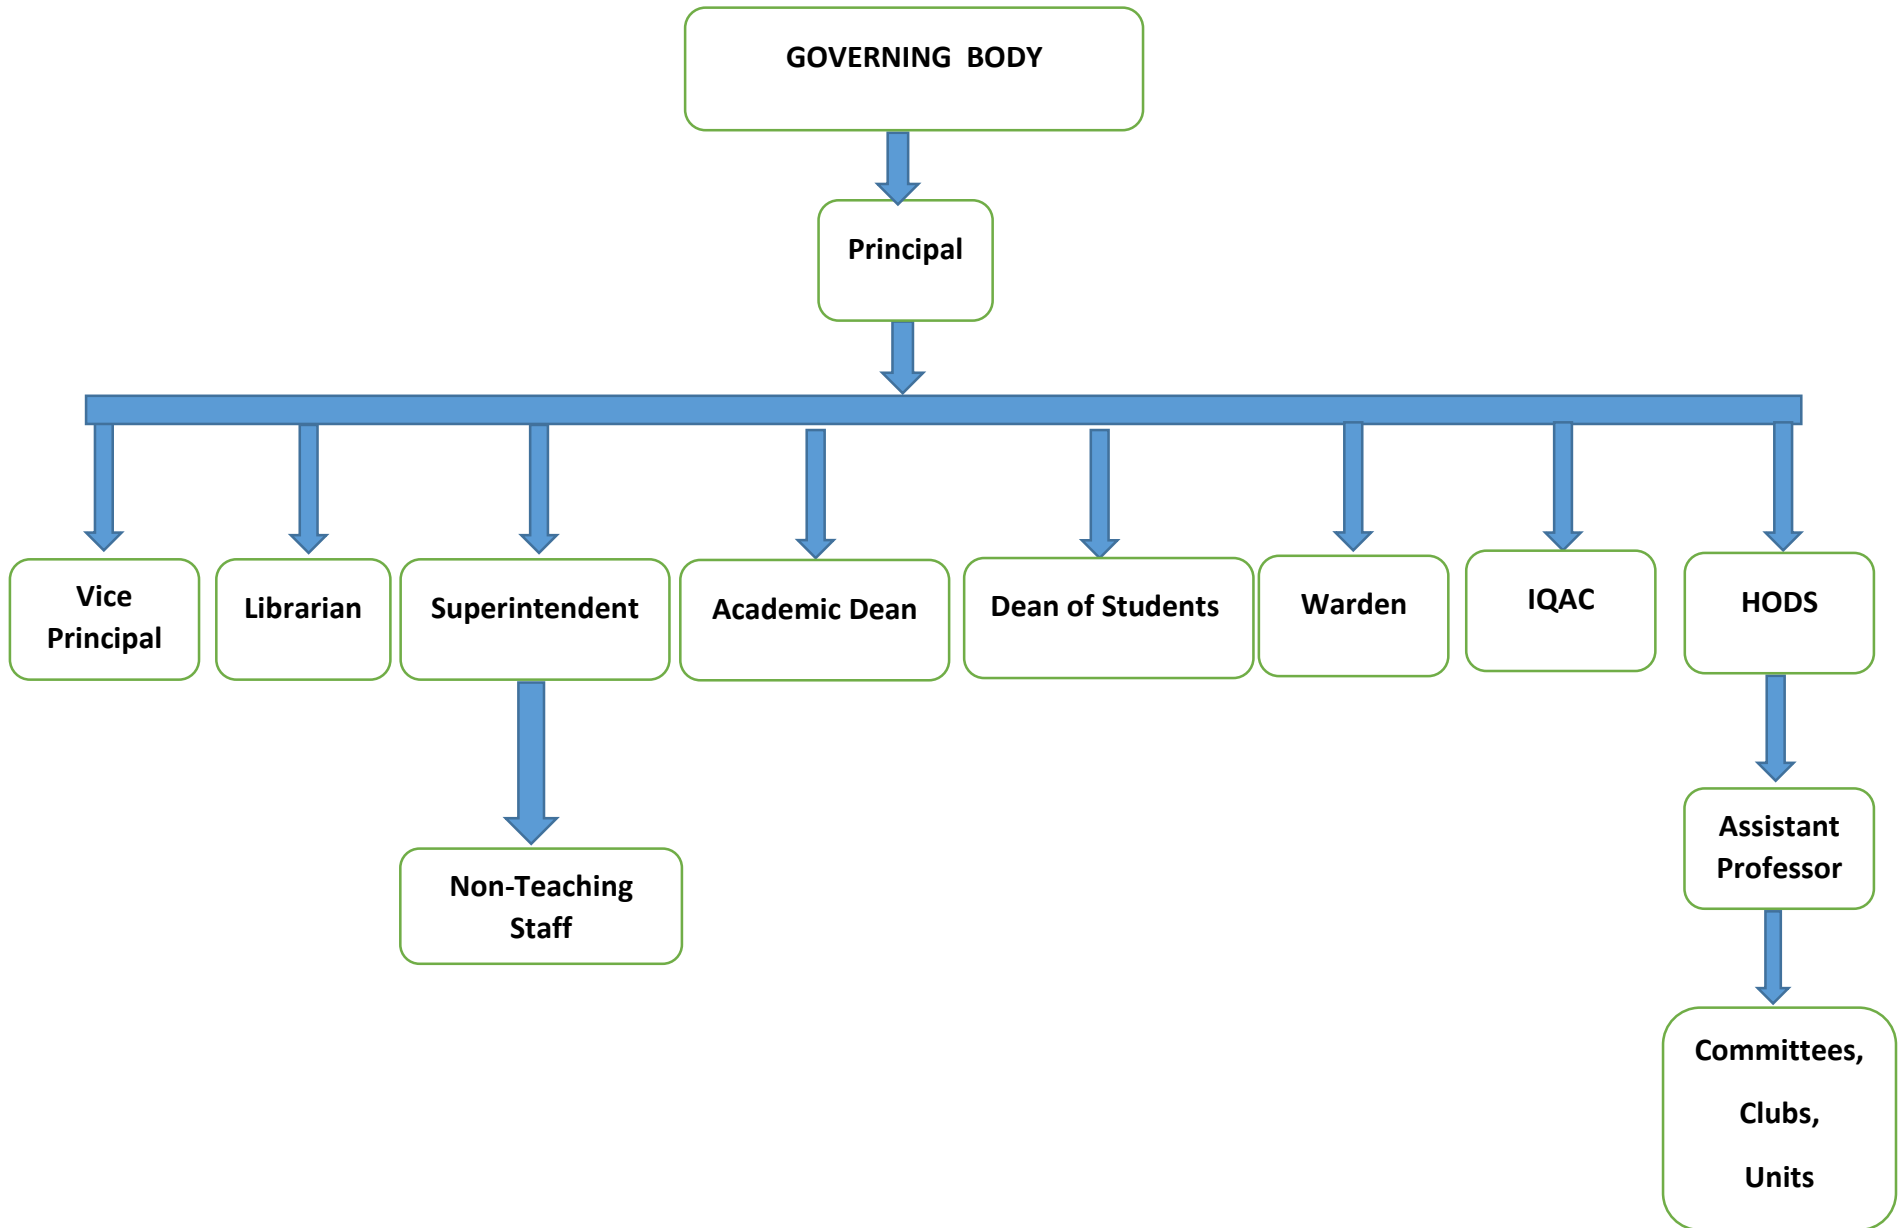 GOVERNING BODY
Principal
Vice
Principal
Librarian
Superintendent
Academic Dean
Dean of Students
Warden
IQAC
HODS
Non-Teaching
Staff
Assistant
Professor
Committees,
Clubs,
Units